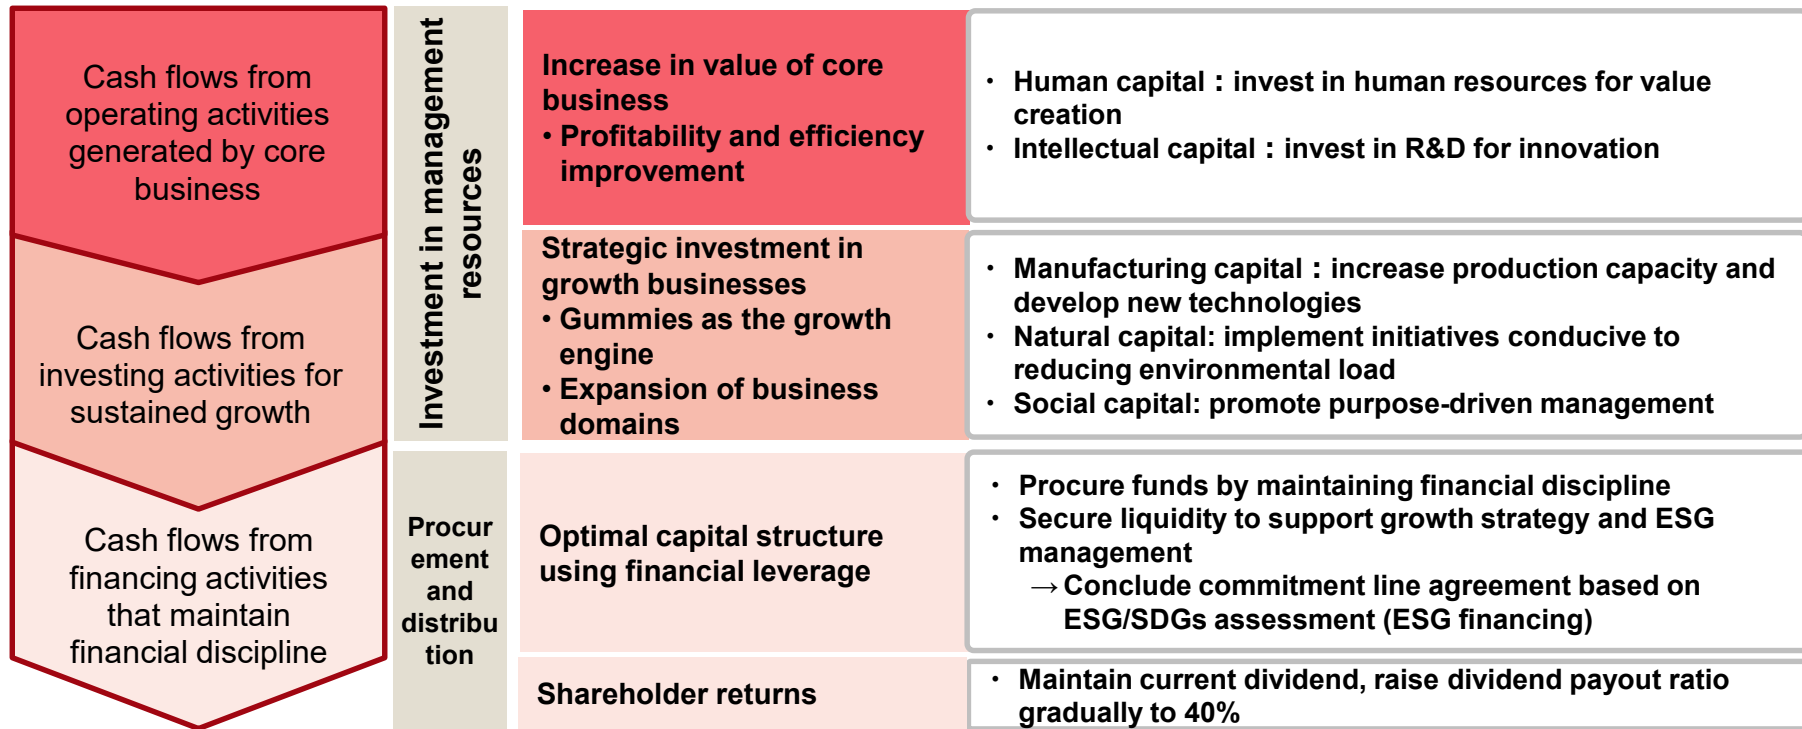 Cash flows from
operating activities
generated by core
business
Cash flows from
investing activities for
sustained growth
Cash flows from
financing activities
that maintain
financial discipline
Investment in management
resources
Procur
ement
and
distribu
tion
Increase in value of core
business
・Profitability and efficiency
improvement
Strategic investment in
growth businesses
・Gummies as the growth
engine
・Expansion of business
domains
Optimal capital structure
using financial leverage
Shareholder returns
・ Human capital：invest in human resources for value
creation
・ Intellectual capital：invest in R&D for innovation
・ Manufacturing capital：increase production capacity and
develop new technologies
・ Natural capital: implement initiatives conducive to
reducing environmental load
・ Social capital: promote purpose-driven management
・ Procure funds by maintaining financial discipline
・ Secure liquidity to support growth strategy and ESG
management
→Conclude commitment line agreement based on
ESG/SDGs assessment (ESG financing)
・ Maintain current dividend, raise dividend payout ratio
gradually to 40%